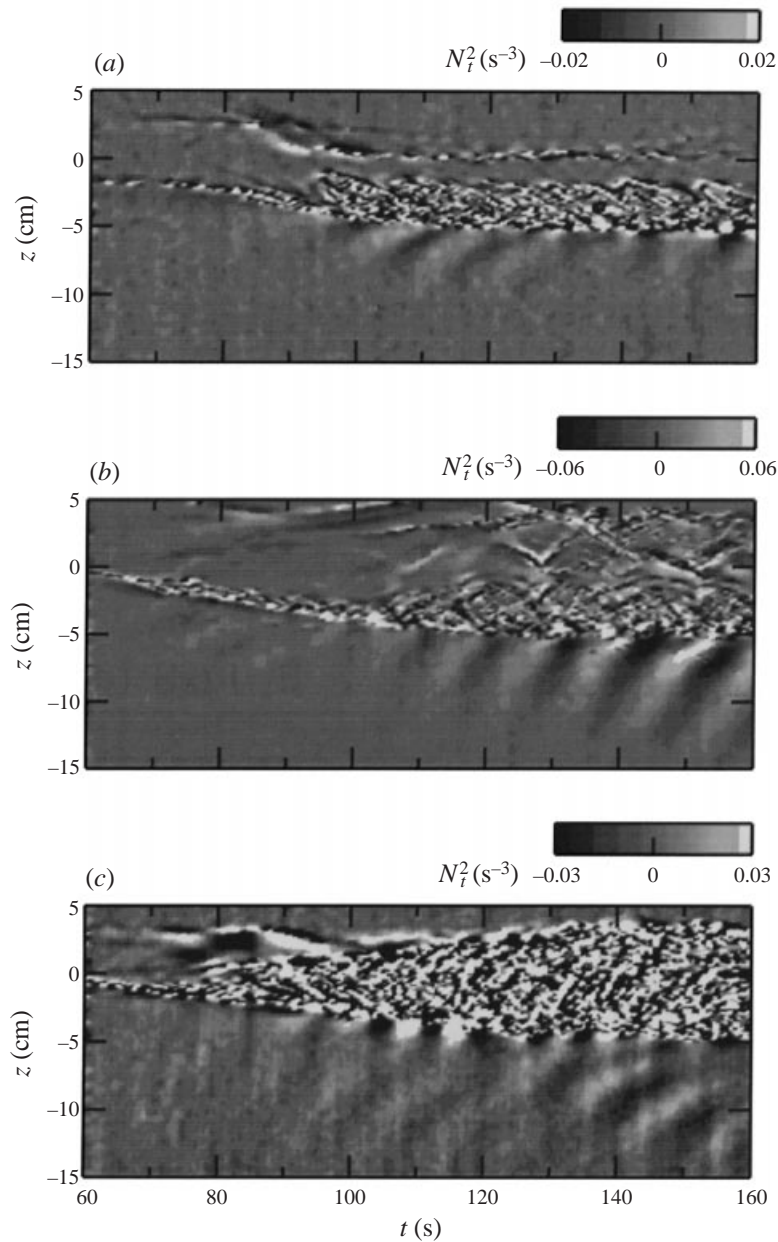 N_t^2 (s^–3) –0.02 0 0.02
(a)
5
0
z (cm)
–5
–10
–15
N_t^2 (s^–3) –0.06 0 0.06
(b)
5
0
z (cm)
–5
–10
–15
N_t^2 (s^–3) –0.03 0 0.03
(c)
5
0
z (cm)
–5
–10
–15
60 80 100 120 140 160
t (s)